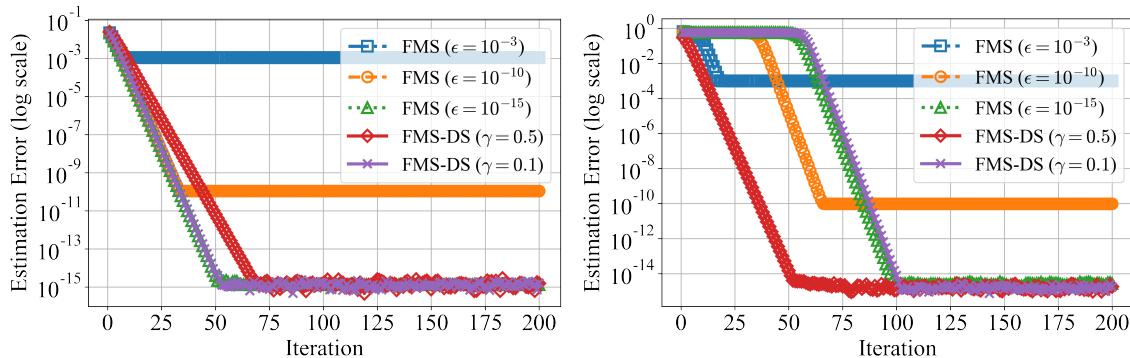 Estimation Error (log scale)
10⁻¹
10⁻³
10⁻⁵
10⁻⁷
10⁻⁹
10⁻¹¹
10⁻¹³
10⁻¹⁵
FMS (ϵ = 10⁻³)
FMS (ϵ = 10⁻¹⁰)
FMS (ϵ = 10⁻¹⁵)
FMS-DS (γ = 0.5)
FMS-DS (γ = 0.1)
0 25 50 75 100 125 150 175 200
Iteration
Estimation Error (log scale)
10⁰
10⁻²
10⁻⁴
10⁻⁶
10⁻⁸
10⁻¹⁰
10⁻¹⁴
FMS (ϵ = 10⁻³)
FMS (ϵ = 10⁻¹⁰)
FMS (ϵ = 10⁻¹⁵)
FMS-DS (γ = 0.5)
FMS-DS (γ = 0.1)
0 25 50 75 100 125 150 175 200
Iteration